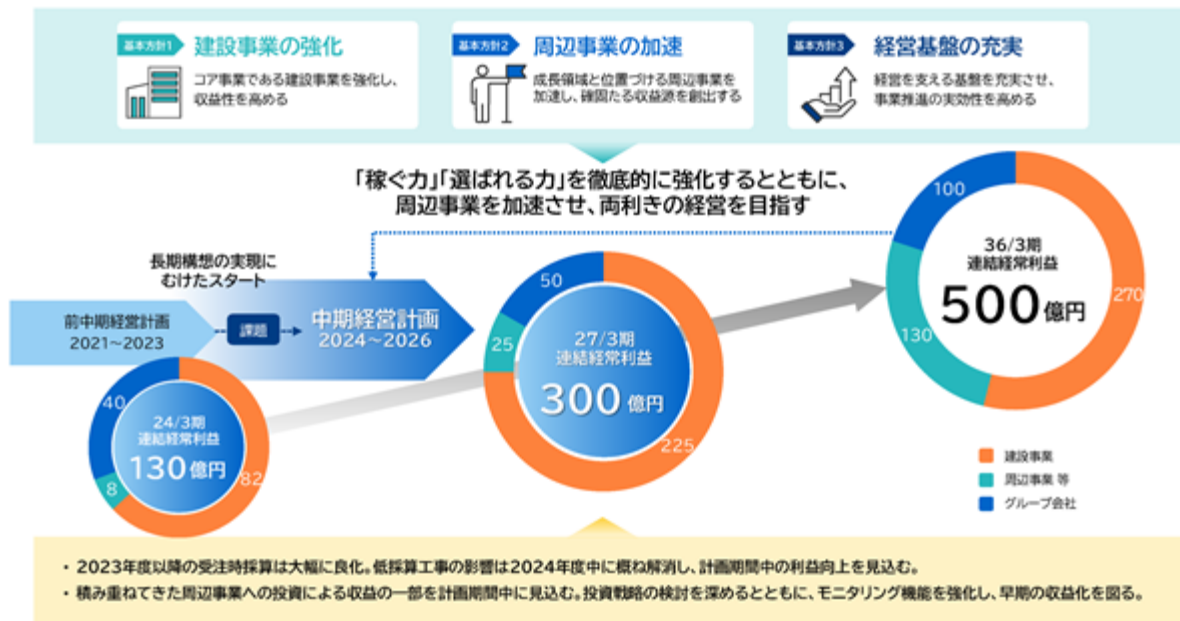 基本方針1 建設事業の強化
コア事業である建設事業を強化し、
収益性を高める
基本方針2 周辺事業の加速
成長領域と位置づける周辺事業を
加速し、確固たる収益源を創出する
基本方針3 経営基盤の充実
経営を支える基盤を充実させ、
事業推進の実効性を高める
「稼ぐ力」「選ばれる力」を徹底的に強化するとともに、
周辺事業を加速させ、両利きの経営を目指す
長期構想の実現に
むけたスタート
前中期経営計画
2021~2023
課題
中期経営計画
2024~2026
40
24/3期
連結経常利益
130億円
8
82
50
25
27/3期
連結経常利益
300億円
225
100
36/3期
連結経常利益
500億円
270
130
建設事業
周辺事業 等
グループ会社
・ 2023年度以降の受注時採算は大幅に良化。低採算工事の影響は2024年度中に概ね解消し、計画期間中の利益向上を見込む。
・ 積み重ねてきた周辺事業への投資による収益の一部を計画期間中に見込む。投資戦略の検討を深めるとともに、モニタリング機能を強化し、早期の収益化を図る。